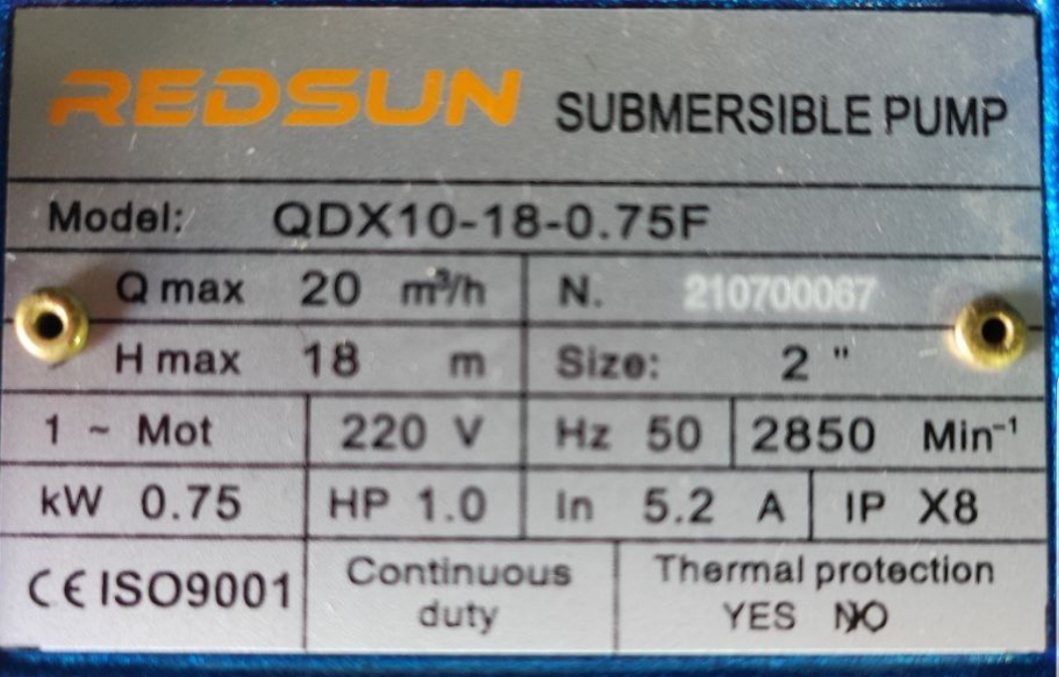 REDSUN SUBMERSIBLE PUMP
Model: QDX10-18-0.75F
Q max 20 m³/h N. 210700067
H max 18 m Size: 2 "
1 ~ Mot 220 V Hz 50 2850 Min⁻¹
kW 0.75 HP 1.0 In 5.2 A IP X8
CE ISO9001 Continuous duty Thermal protection
YES NO